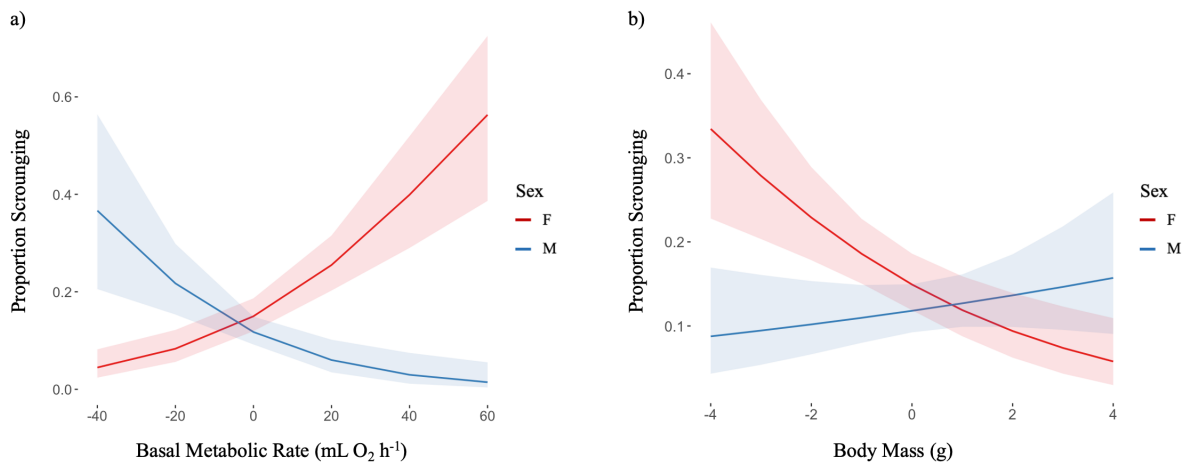 a)
Proportion Scrounging
0.6
0.4
0.2
0.0
-40 -20 0 20 40 60
Basal Metabolic Rate (mL O₂ h⁻¹)
Sex
F
M
b)
Proportion Scrounging
0.4
0.3
0.2
0.1
-4 -2 0 2 4
Body Mass (g)
Sex
F
M